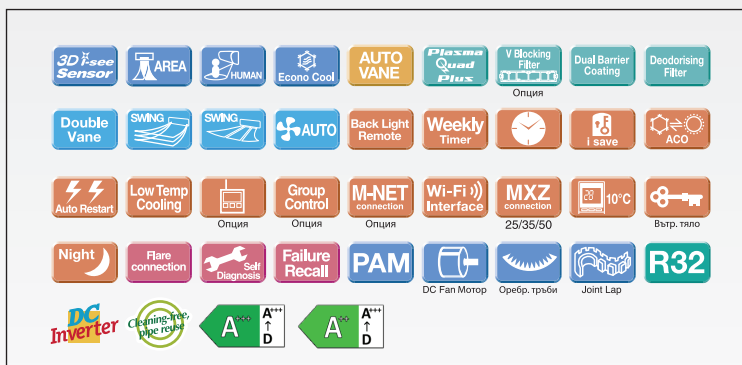 3D i-see Sensor
AREA
HUMAN
Econo Cool
AUTO VANE
Plasma Quad Plus
V Blocking Filter
Опция
Dual Barrier Coating
Deodorising Filter
Double Vane
SWING
SWING
AUTO
Back Light Remote
Weekly Timer
i save
ACO
Auto Restart
Low Temp Cooling
Опция
Group Control
Опция
M-NET connection
Опция
Wi-Fi Interface
MXZ connection
25/35/50
28
10°C
Вътр. тяло
Night
Flare connection
Self Diagnosis
Failure Recall
PAM
DC Fan Мотор
Оребр. тръби
Joint Lap
R32
DC Inverter
Cleaning-free, pipe reuse
A+++
A+++
↑
D
A++
A+++
↑
D